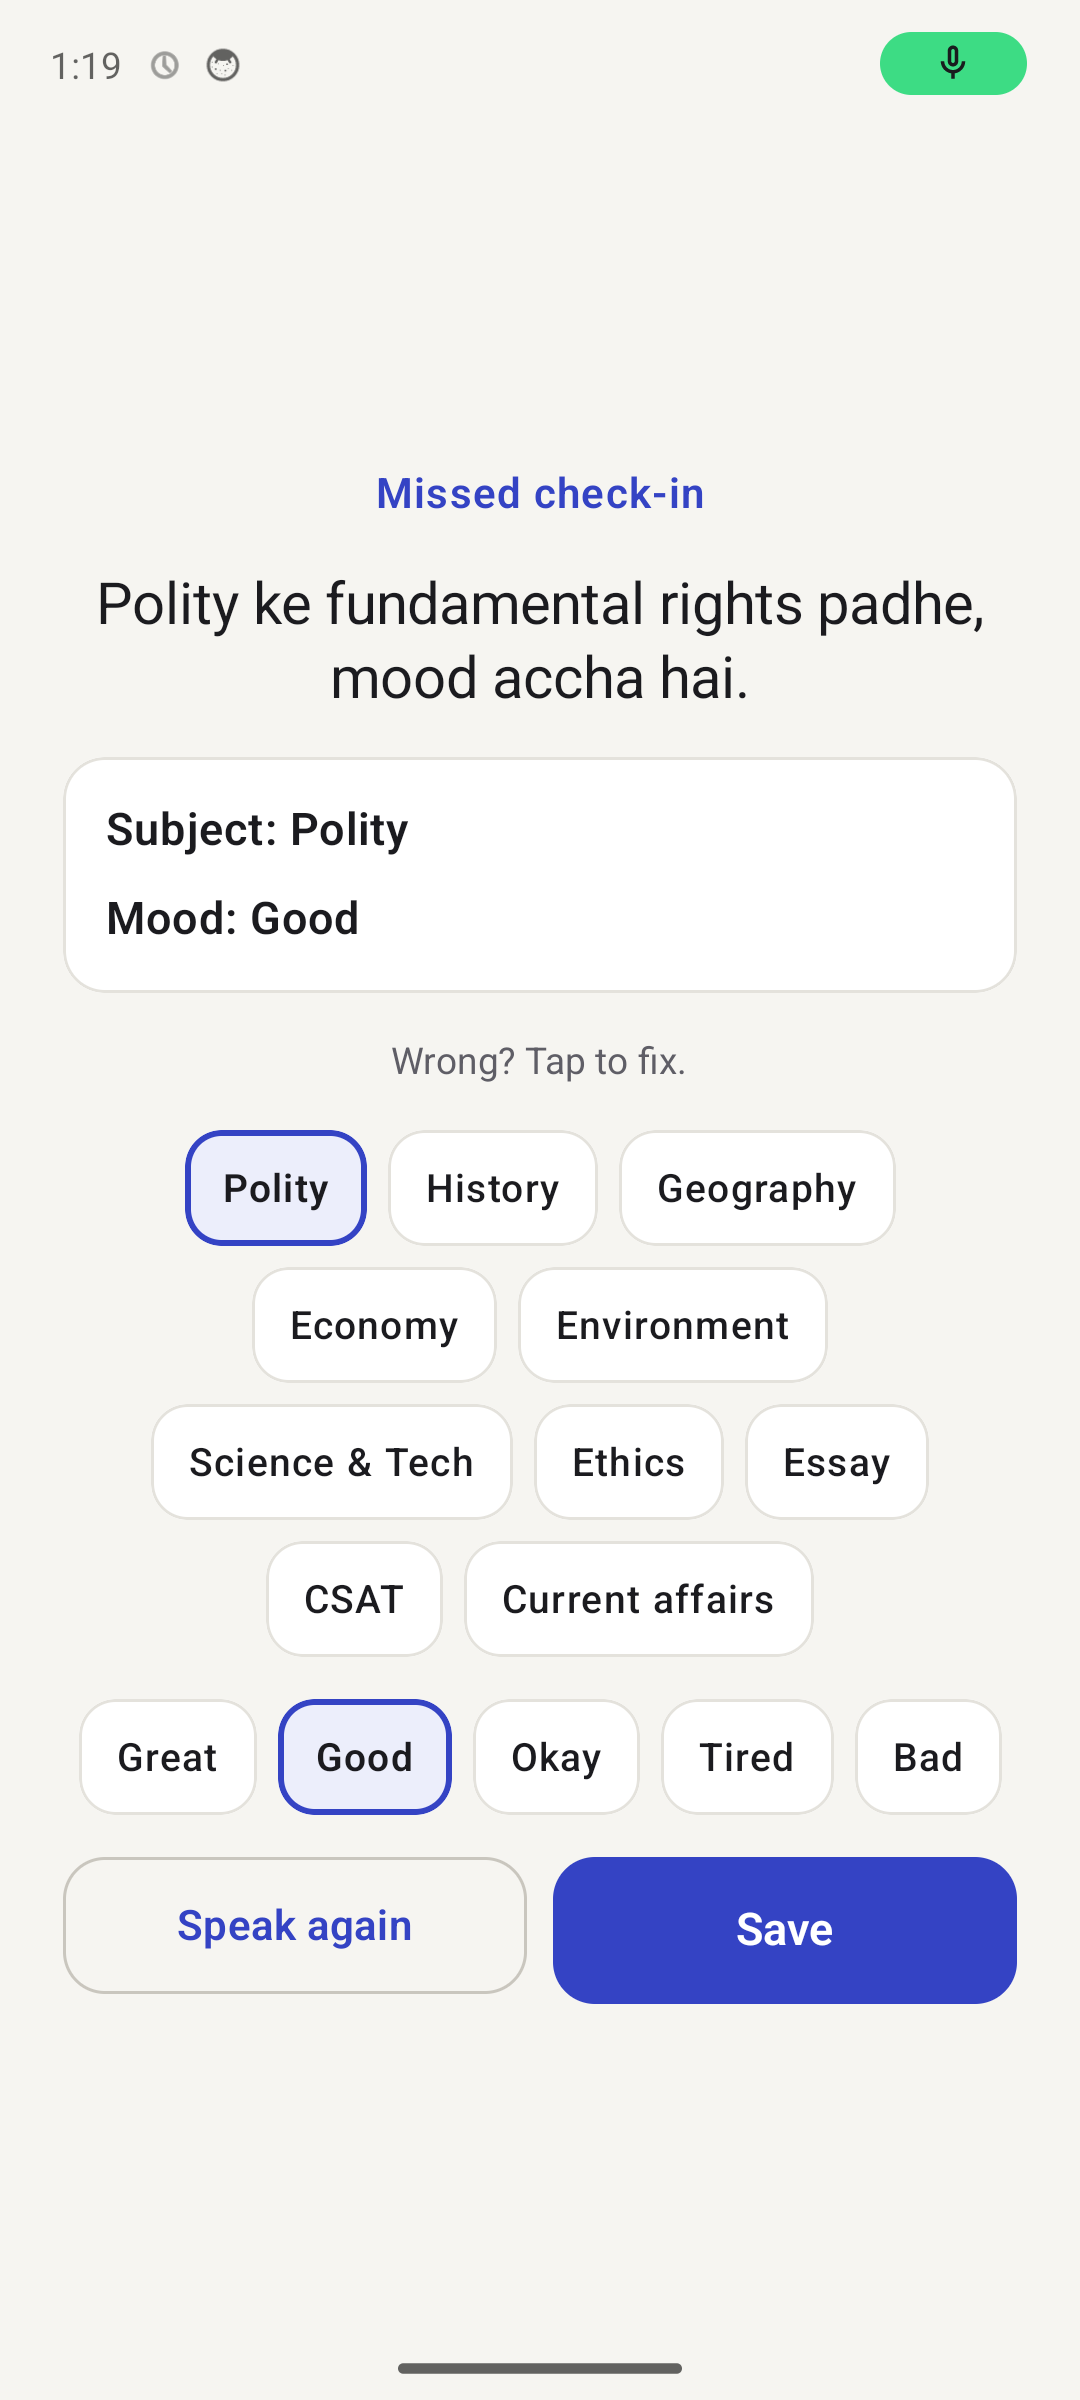 1:19
Missed check-in
Polity ke fundamental rights padhe,
mood accha hai.
Subject: Polity
Mood: Good
Wrong? Tap to fix.
Polity History Geography
Economy Environment
Science & Tech Ethics Essay
CSAT Current affairs
Great Good Okay Tired Bad
Speak again Save